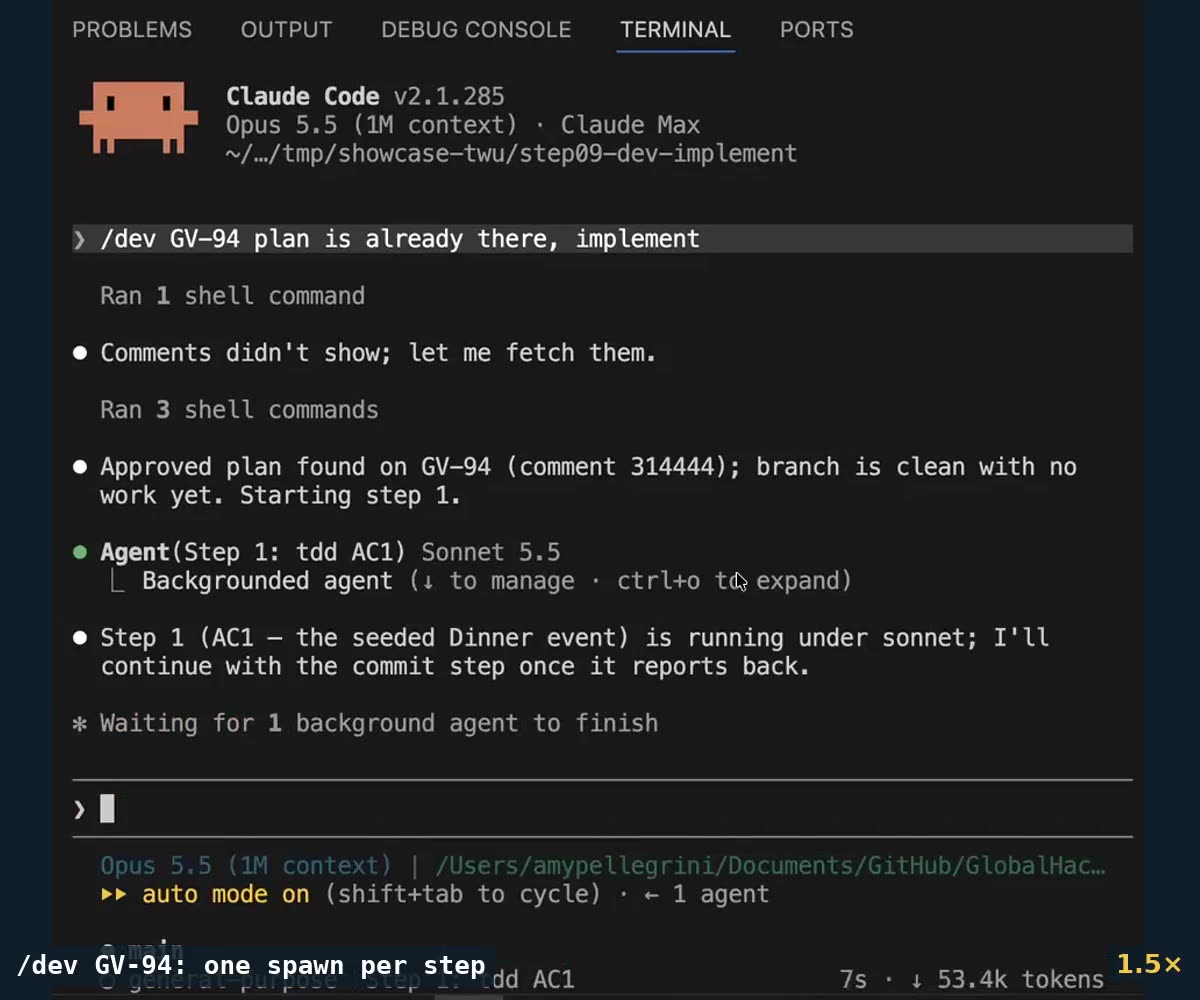 PROBLEMS OUTPUT DEBUG CONSOLE TERMINAL PORTS
Claude Code v2.1.285
Opus 5.5 (1M context) · Claude Max
~/…/tmp/showcase-twu/step09-dev-implement
❯ /dev GV-94 plan is already there, implement
Ran 1 shell command
● Comments didn't show; let me fetch them.
Ran 3 shell commands
● Approved plan found on GV-94 (comment 314444); branch is clean with no
work yet. Starting step 1.
● Agent(Step 1: tdd AC1) Sonnet 5.5
⎿ Backgrounded agent (↓ to manage · ctrl+o to expand)
● Step 1 (AC1 — the seeded Dinner event) is running under sonnet; I'll
continue with the commit step once it reports back.
✻ Waiting for 1 background agent to finish
❯
Opus 5.5 (1M context) | /Users/amypellegrini/Documents/GitHub/GlobalHac…
⏵⏵ auto mode on (shift+tab to cycle) · ← 1 agent
● main
/dev GV-94: one spawn per step 1.5×
○ general-purpose Step 1: tdd AC1 7s · ↓ 53.4k tokens